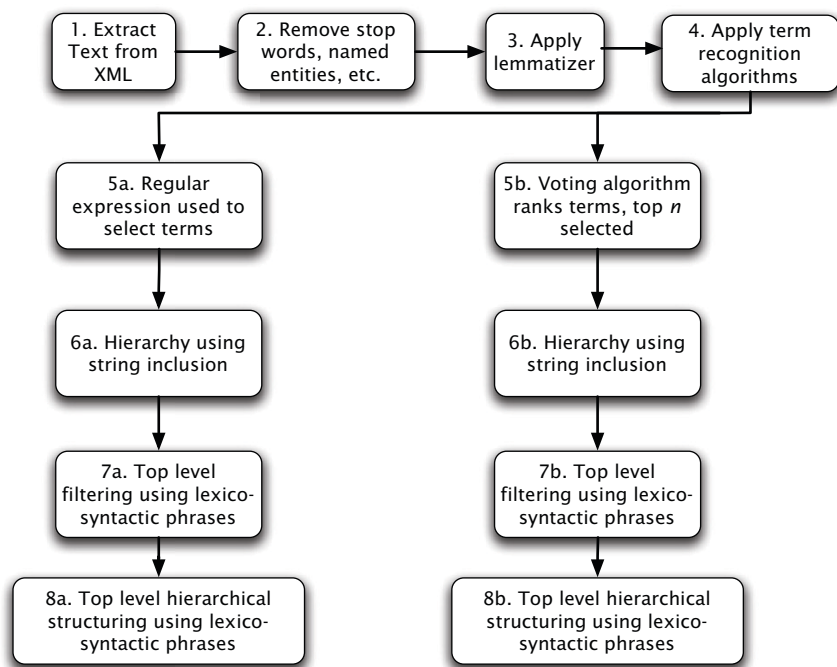 1. Extract
Text from
XML
2. Remove stop
words, named
entities, etc.
3. Apply
lemmatizer
4. Apply term
recognition
algorithms
5a. Regular
expression used to
select terms
5b. Voting algorithm
ranks terms, top n
selected
6a. Hierarchy using
string inclusion
6b. Hierarchy using
string inclusion
7a. Top level
filtering using lexico-
syntactic phrases
7b. Top level
filtering using lexico-
syntactic phrases
8a. Top level hierarchical
structuring using lexico-
syntactic phrases
8b. Top level hierarchical
structuring using lexico-
syntactic phrases